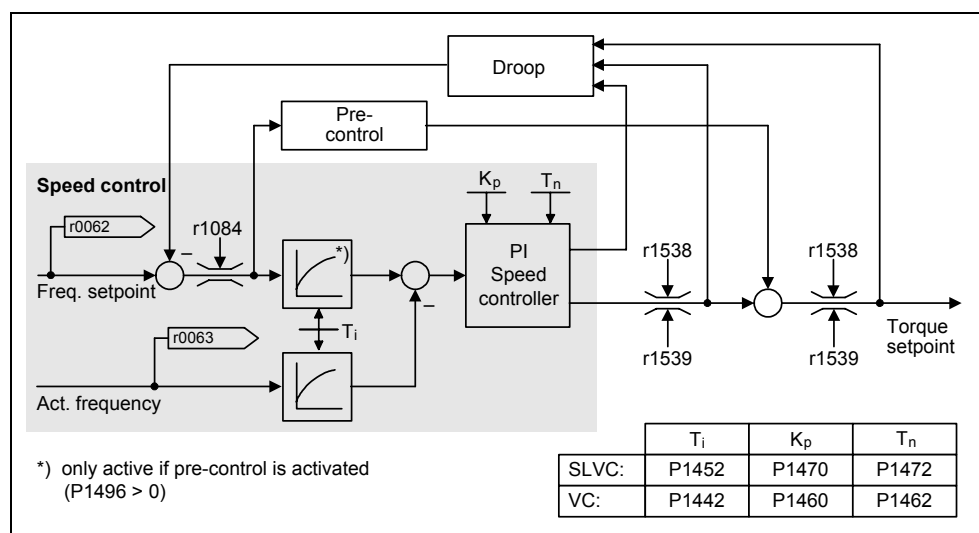 Droop
Pre-
control
Speed control
Kp
Tn
r0062
r1084
*)
PI
Speed
controller
r1538
r1538
Freq. setpoint
–
–
Ti
r0063
r1539
r1539
Torque
setpoint
Act. frequency
*) only active if pre-control is activated
(P1496 > 0)
Ti Kp Tn
SLVC: P1452 P1470 P1472
VC: P1442 P1460 P1462